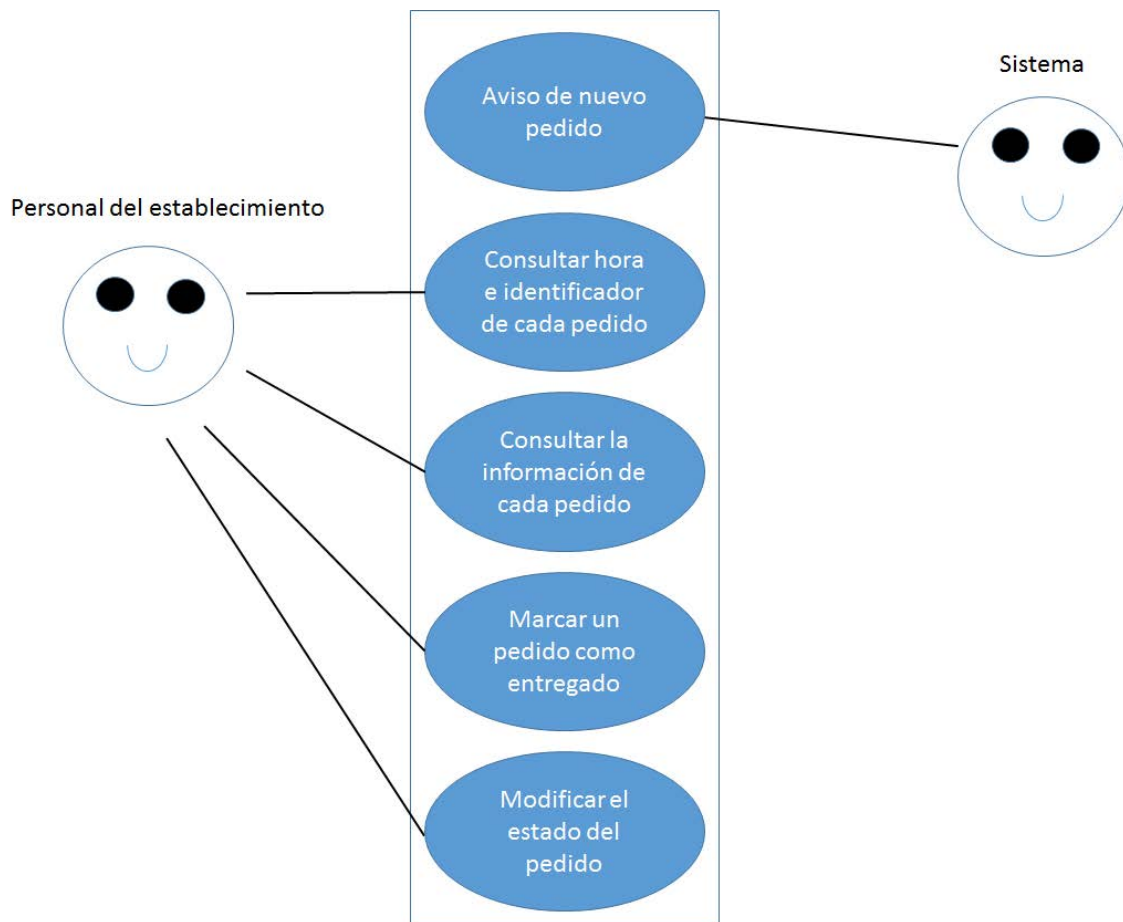 Aviso de nuevo
pedido
Sistema
Personal del establecimiento
Consultar hora
e identificador
de cada pedido
Consultar la
información de
cada pedido
Marcar un
pedido como
entregado
Modificar el
estado del
pedido